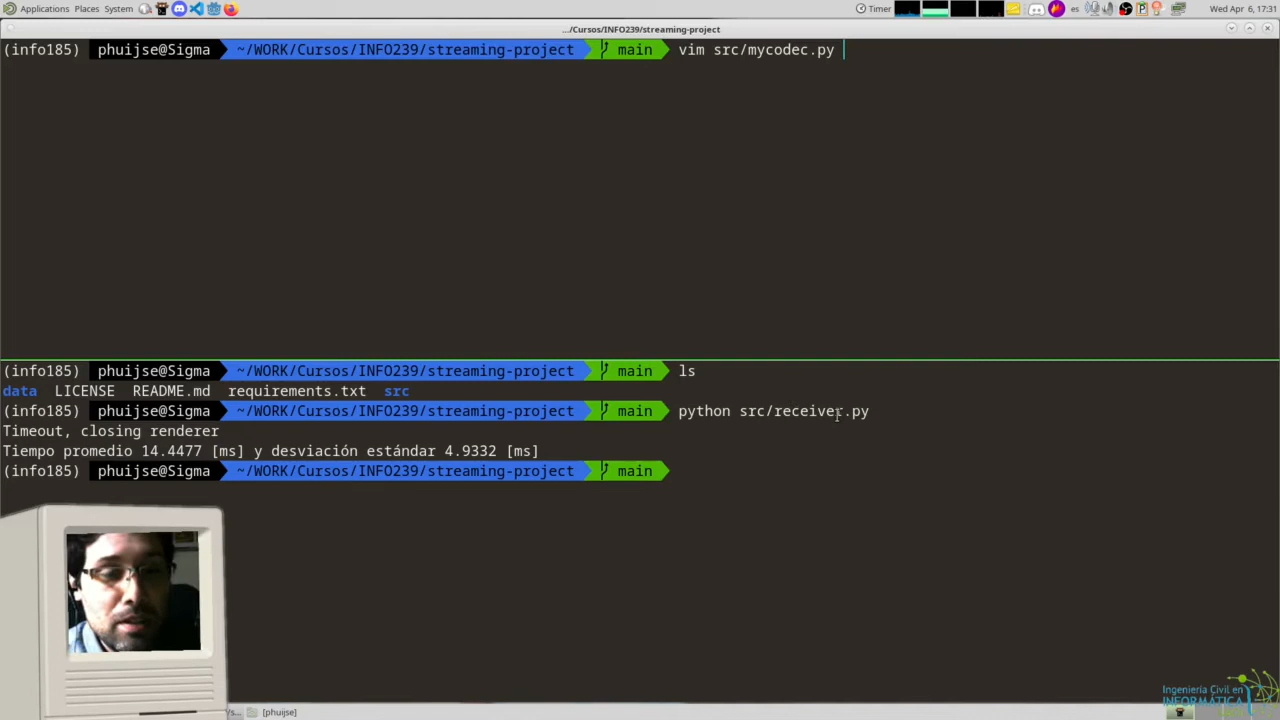 Applications Places System Timer es Wed Apr 6, 17:31
.../Cursos/INFO239/streaming-project
(info185) phuijse@Sigma ~/WORK/Cursos/INFO239/streaming-project main vim src/mycodec.py
(info185) phuijse@Sigma ~/WORK/Cursos/INFO239/streaming-project main ls
data LICENSE README.md requirements.txt src
(info185) phuijse@Sigma ~/WORK/Cursos/INFO239/streaming-project main python src/receiver.py
Timeout, closing renderer
Tiempo promedio 14.4477 [ms] y desviación estándar 4.9332 [ms]
(info185) phuijse@Sigma ~/WORK/Cursos/INFO239/streaming-project main
Ingeniería Civil en
INFORMÁTICA
[phuijse]